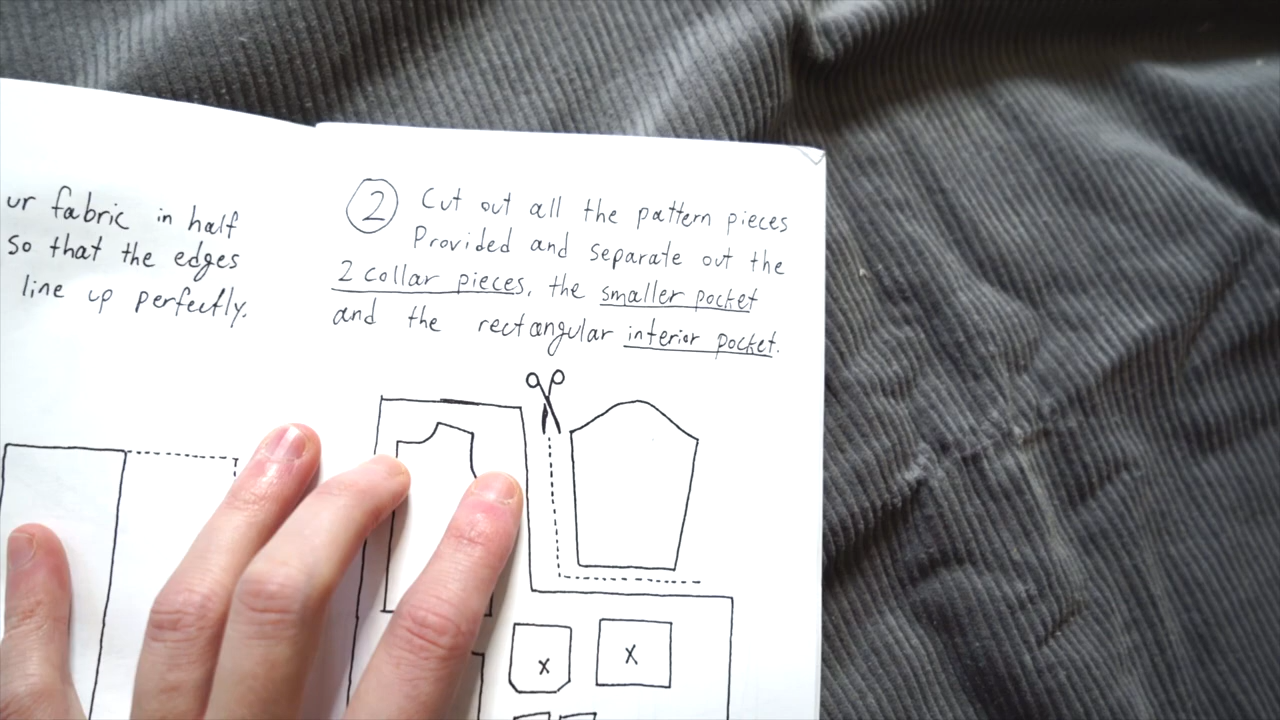 ur fabric in half
so that the edges
line up perfectly.
2 Cut out all the pattern pieces
Provided and separate out the
2 collar pieces, the smaller pocket
and the rectangular interior pocket.
x
X